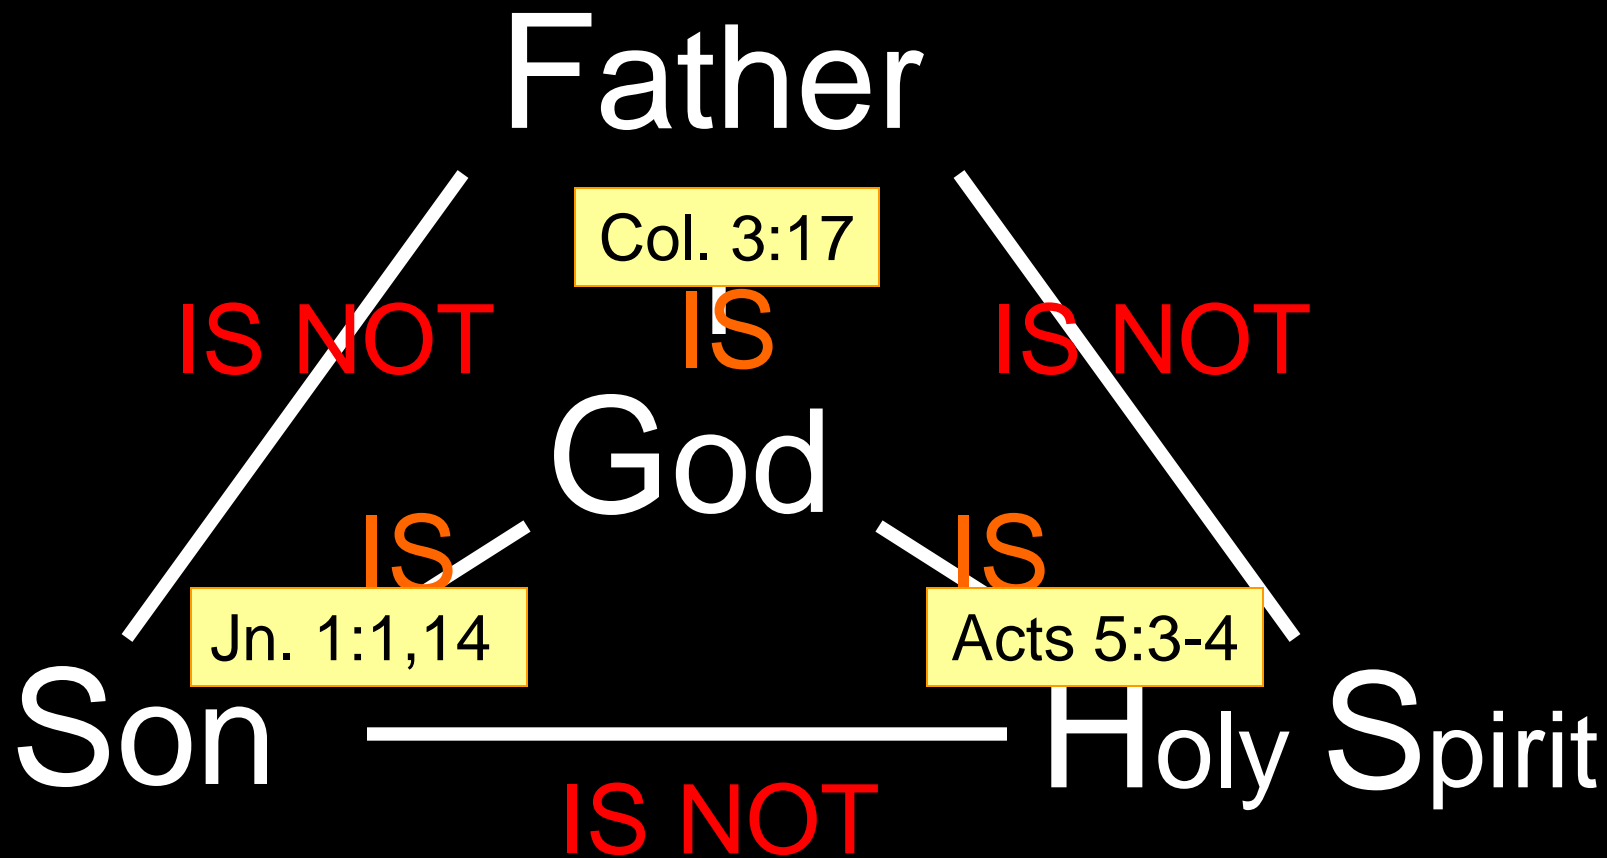 Father
Col. 3:17
IS NOT
IS
IS NOT
God
IS
IS
Jn. 1:1,14
Acts 5:3-4
Son
Holy Spirit
IS NOT